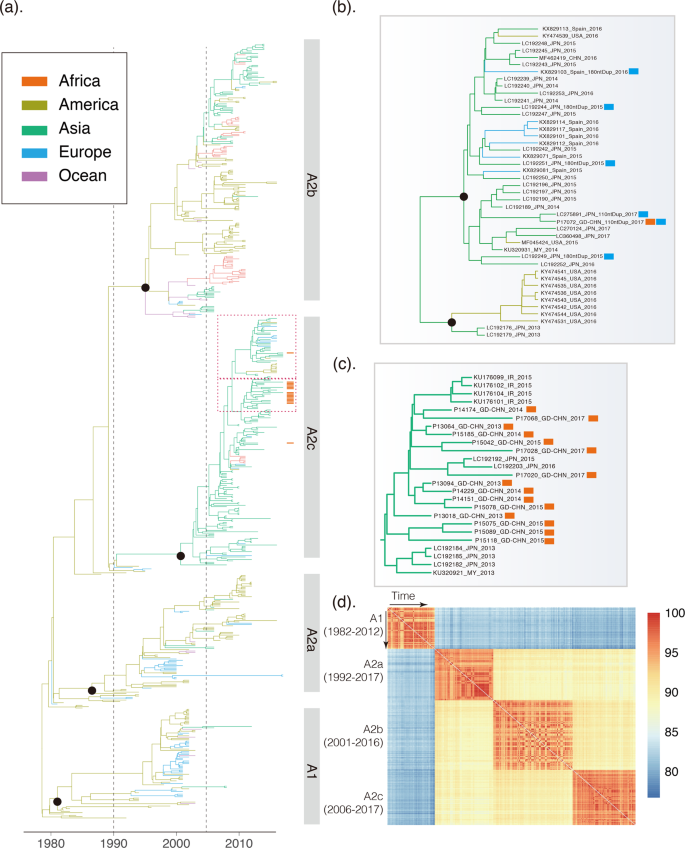 (a).
Africa
America
Asia
Europe
Ocean
A2b
A2c
A2a
A1
1980
1990
2000
2010
(b).
KX829113_Spain_2016
KY474539_USA_2016
LC192248_JPN_2015
LC192245_JPN_2015
MF462419_CHN_2016
LC192243_JPN_2015
KX829103_Spain_180ntDup_2016
LC192239_JPN_2014
LC192240_JPN_2014
LC192253_JPN_2016
LC192241_JPN_2014
LC192244_JPN_180ntDup_2015
LC192247_JPN_2015
KX829114_Spain_2016
KX829117_Spain_2016
KX829101_Spain_2016
KX829112_Spain_2016
LC192242_JPN_2015
KX829071_Spain_2015
LC192251_JPN_180ntDup_2015
KX829081_Spain_2015
LC192250_JPN_2015
LC192196_JPN_2015
LC192197_JPN_2015
LC192190_JPN_2015
LC192189_JPN_2014
LC275891_JPN_110ntDup_2017
P17072_GD-CHN_110ntDup_2017
LC270124_JPN_2017
LC360498_JPN_2017
MF045424_USA_2015
KU320931_MY_2014
LC192249_JPN_180ntDup_2015
LC192252_JPN_2016
KY474541_USA_2016
KY474545_USA_2016
KY474535_USA_2016
KY474536_USA_2016
KY474543_USA_2016
KY474542_USA_2016
KY474544_USA_2016
KY474531_USA_2016
LC192178_JPN_2013
LC192179_JPN_2013
(c).
KU176099_IR_2015
KU176102_IR_2015
KU176104_IR_2015
KU176101_IR_2015
P14174_GD-CHN_2014
P17068_GD-CHN_2017
P13064_GD-CHN_2013
P15185_GD-CHN_2014
P15042_GD-CHN_2015
P17028_GD-CHN_2017
LC192192_JPN_2015
LC192203_JPN_2016
P17020_GD-CHN_2017
P13094_GD-CHN_2013
P14229_GD-CHN_2014
P14151_GD-CHN_2014
P15078_GD-CHN_2015
P13018_GD-CHN_2013
P15075_GD-CHN_2015
P15089_GD-CHN_2015
P15118_GD-CHN_2015
LC192184_JPN_2013
LC192185_JPN_2013
LC192182_JPN_2013
KU320921_MY_2013
(d).
Time
A1
(1982-2012)
A2a
(1992-2017)
A2b
(2001-2016)
A2c
(2006-2017)
100
95
90
85
80